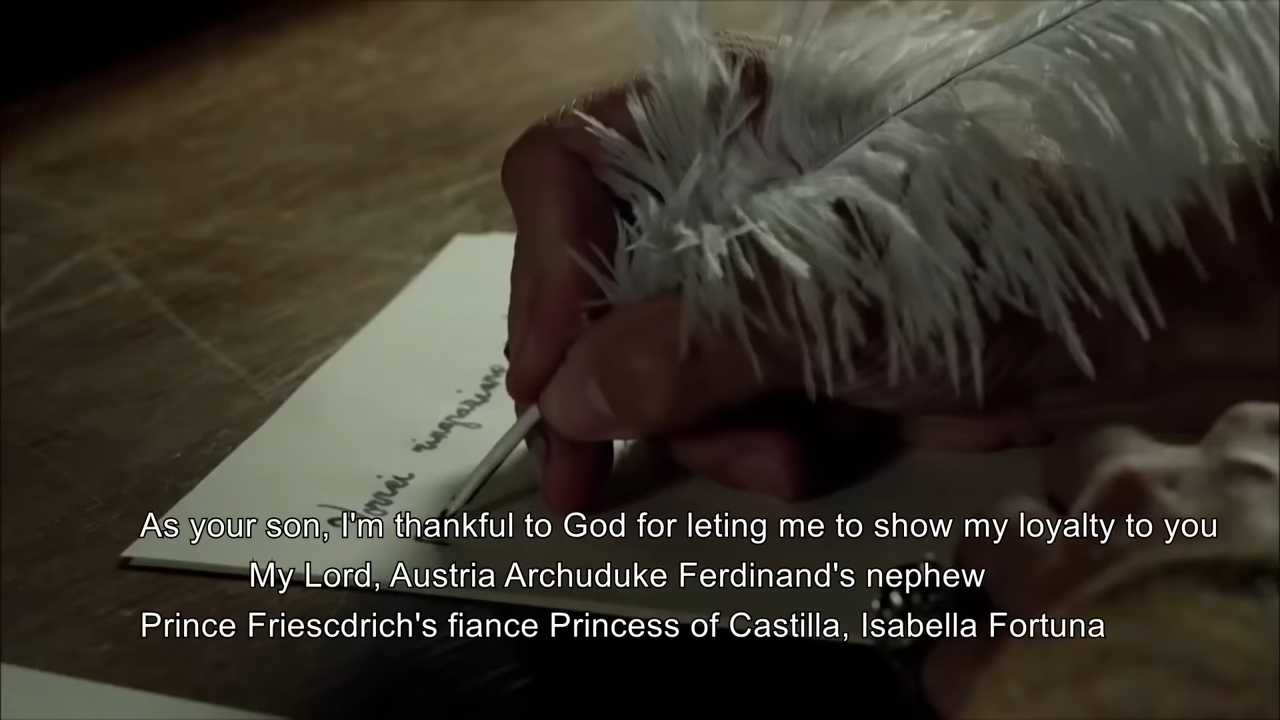 As your son, I'm thankful to God for leting me to show my loyalty to you
My Lord, Austria Archuduke Ferdinand's nephew
Prince Friescdrich's fiance Princess of Castilla, Isabella Fortuna